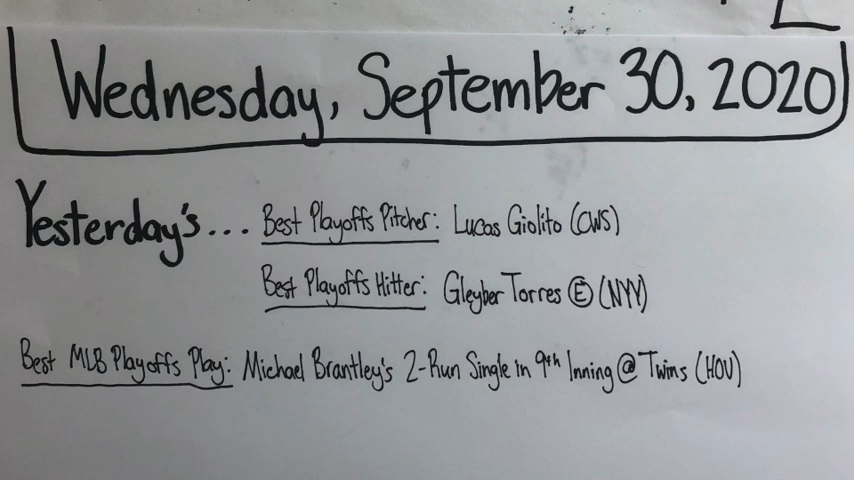 Wednesday, September 30, 2020
Yesterday's... Best Playoffs Pitcher: Lucas Giolito (CWS)
Best Playoffs Hitter: Gleyber Torres Ⓔ (NYY)
Best MLB Playoffs Play: Michael Brantley's 2-Run Single in 9th Inning @ Twins (HOU)